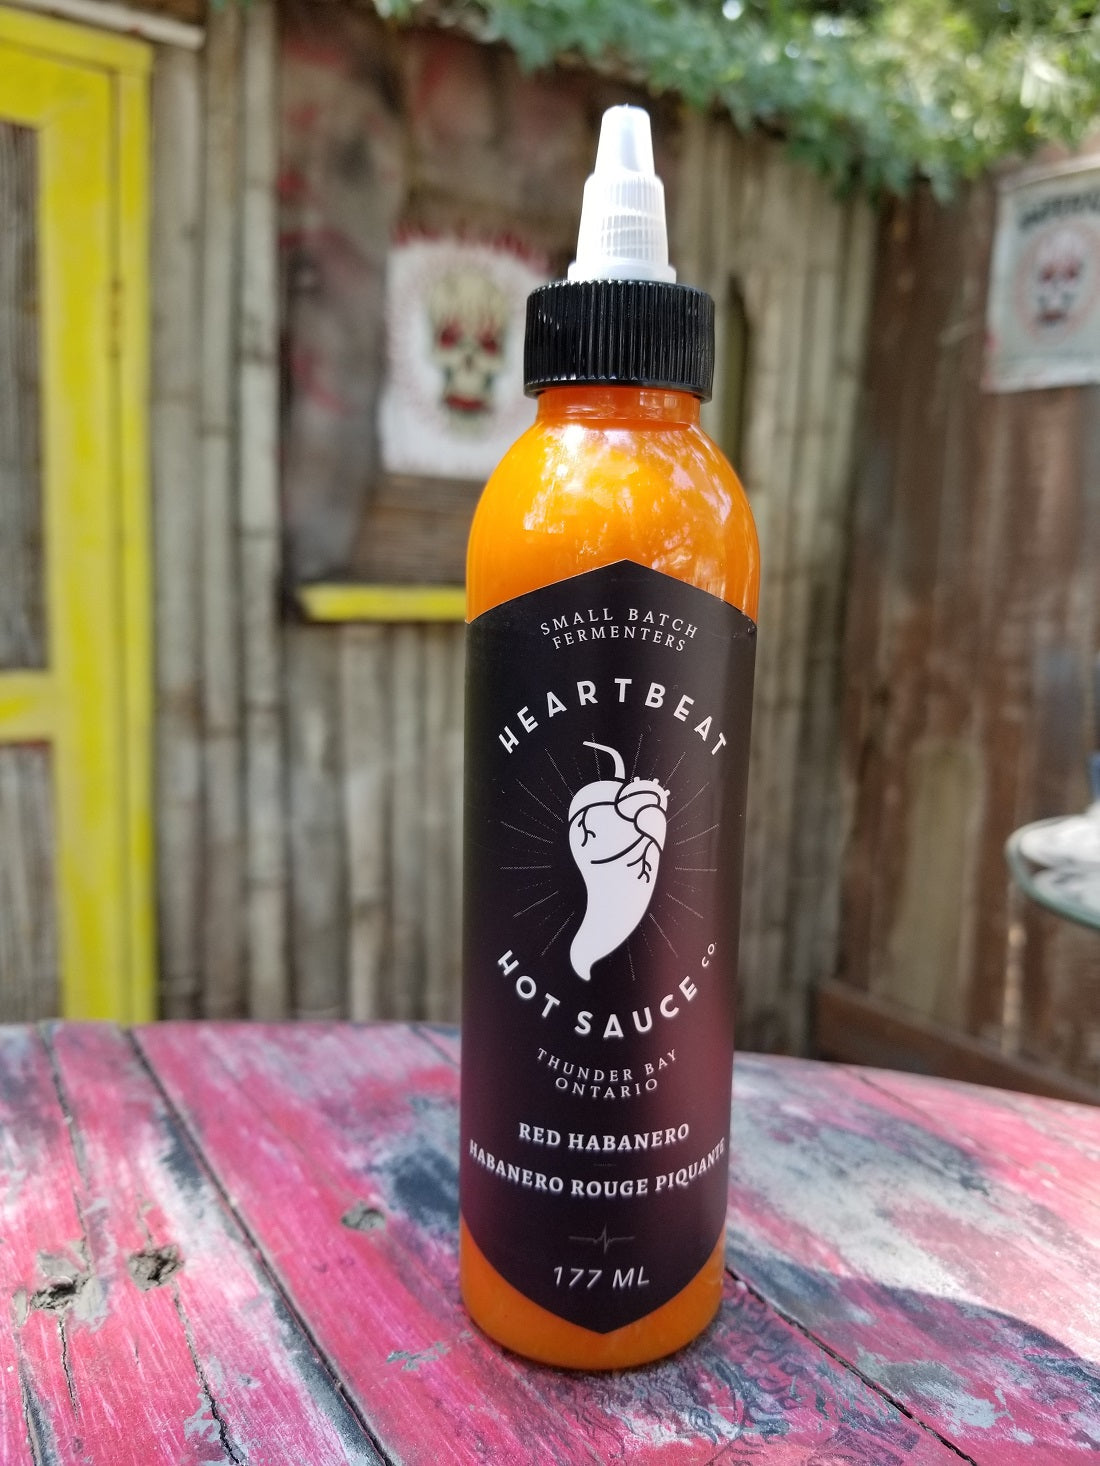 SMALL BATCH
FERMENTERS
HEARTBEAT
HOT SAUCE CO.
THUNDER BAY
ONTARIO
RED HABANERO
HABANERO ROUGE PIQUANTE
177 ML